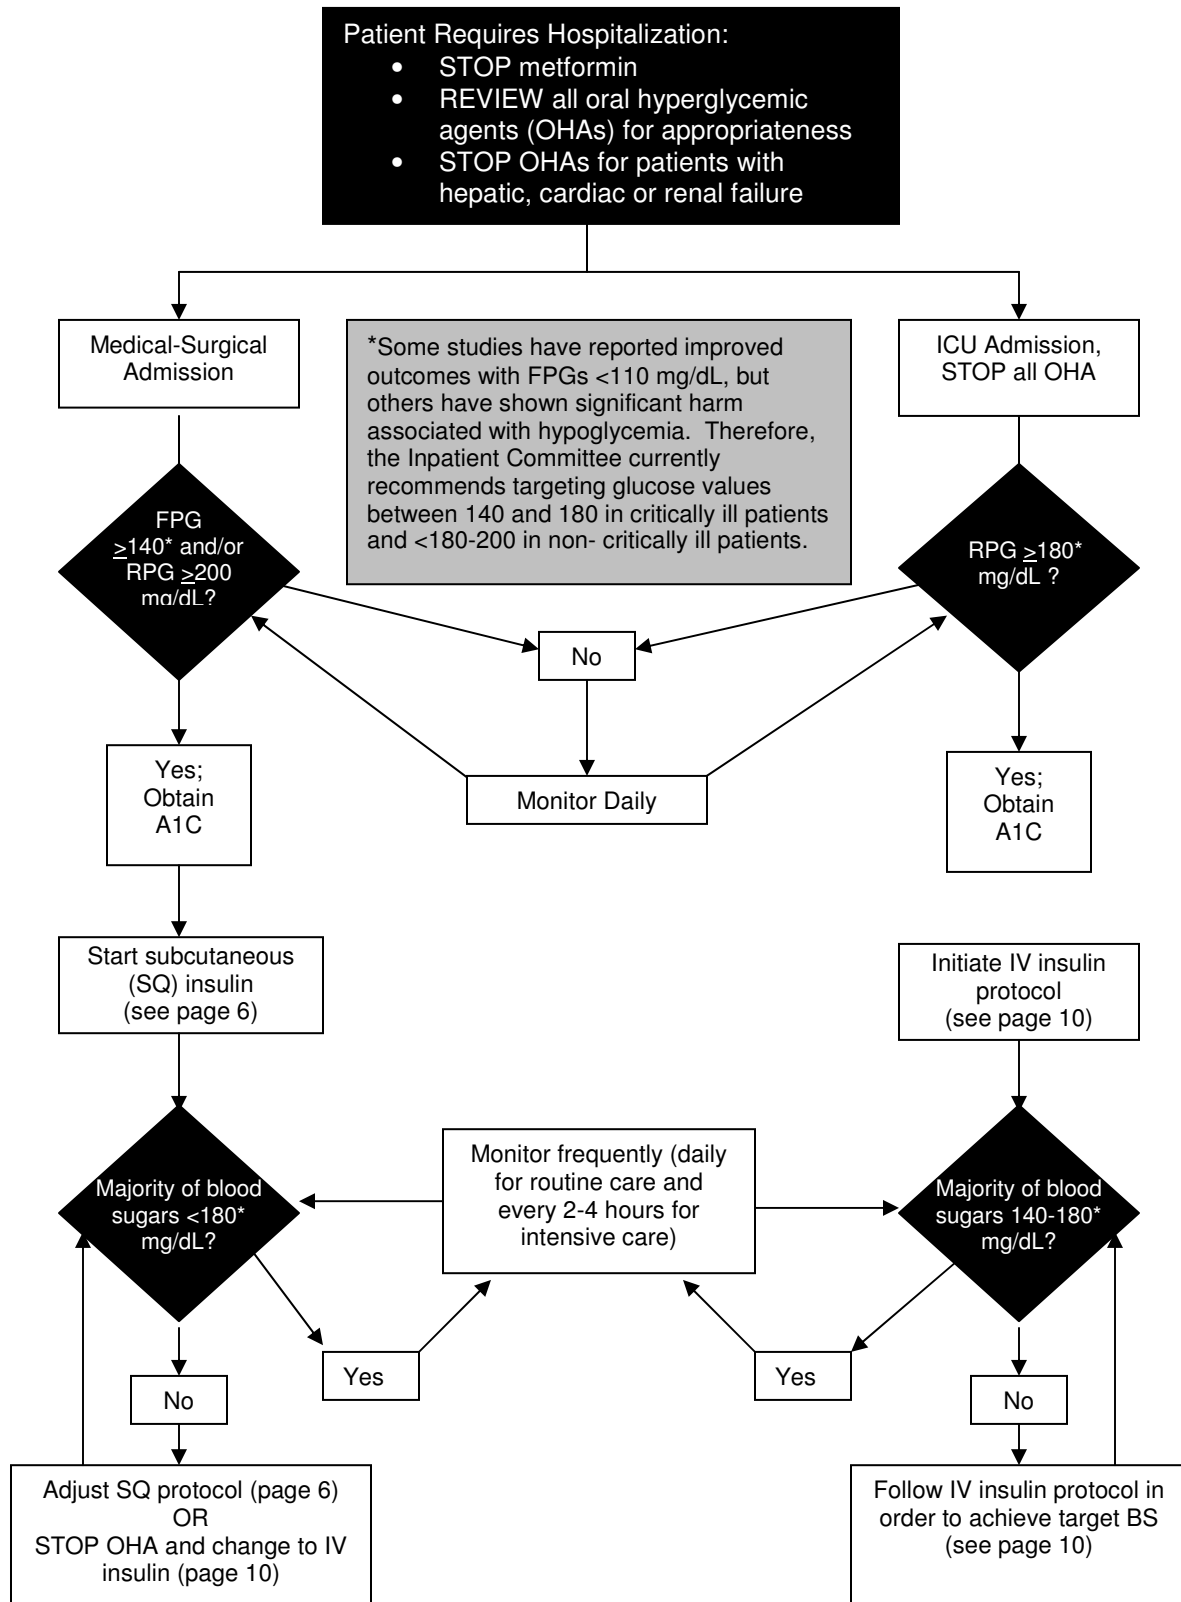 Patient Requires Hospitalization:
• STOP metformin
• REVIEW all oral hyperglycemic
agents (OHAs) for appropriateness
• STOP OHAs for patients with
hepatic, cardiac or renal failure
Medical-Surgical
Admission
*Some studies have reported improved
outcomes with FPGs <110 mg/dL, but
others have shown significant harm
associated with hypoglycemia. Therefore,
the Inpatient Committee currently
recommends targeting glucose values
between 140 and 180 in critically ill patients
and <180-200 in non- critically ill patients.
ICU Admission,
STOP all OHA
FPG
≥140* and/or
RPG ≥200
mg/dL?
RPG ≥180*
mg/dL ?
No
Monitor Daily
Yes;
Obtain
A1C
Yes;
Obtain
A1C
Start subcutaneous
(SQ) insulin
(see page 6)
Initiate IV insulin
protocol
(see page 10)
Majority of blood
sugars <180*
mg/dL?
Monitor frequently (daily
for routine care and
every 2-4 hours for
intensive care)
Majority of blood
sugars 140-180*
mg/dL?
Yes
Yes
No
No
Adjust SQ protocol (page 6)
OR
STOP OHA and change to IV
insulin (page 10)
Follow IV insulin protocol in
order to achieve target BS
(see page 10)